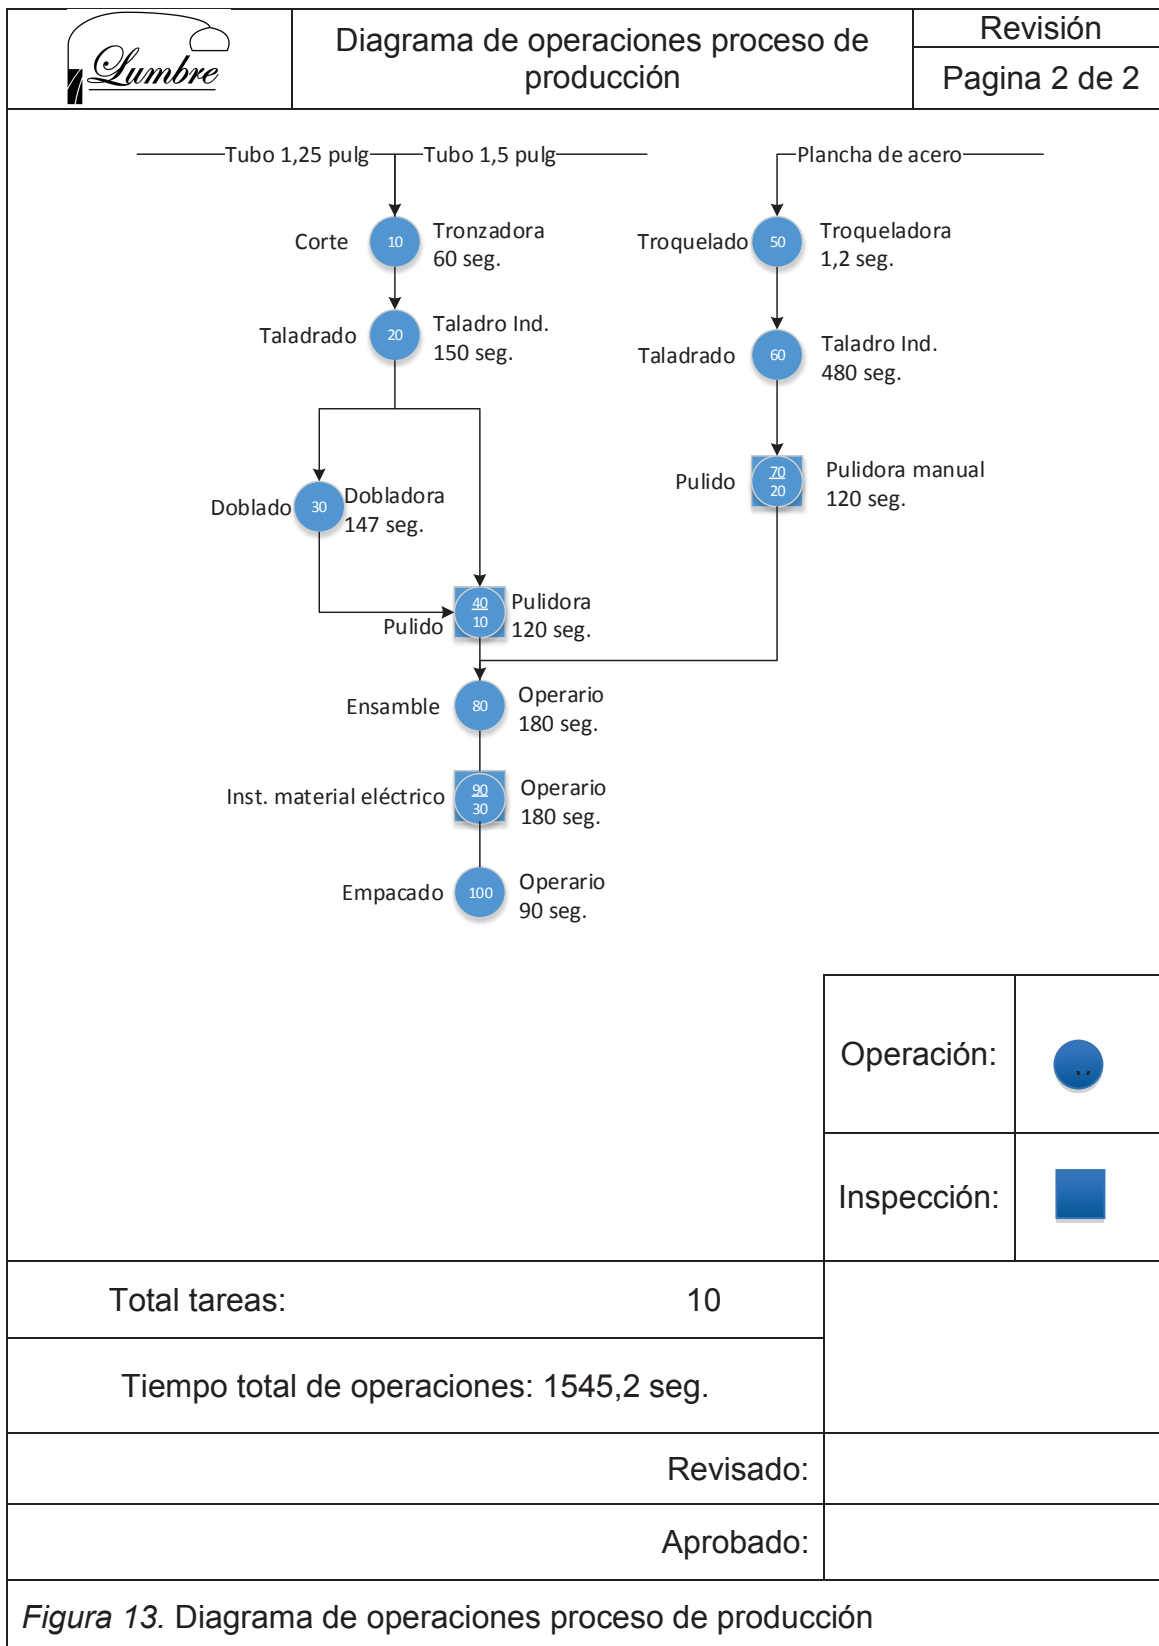 Lumbre
Diagrama de operaciones proceso de
producción
Revisión
Pagina 2 de 2
Tubo 1,25 pulg
Tubo 1,5 pulg
Plancha de acero
Corte
10
Tronzadora
60 seg.
Troquelado
50
Troqueladora
1,2 seg.
Taladrado
20
Taladro Ind.
150 seg.
Taladrado
60
Taladro Ind.
480 seg.
Pulido
70
20
Pulidora manual
120 seg.
Doblado
30
Dobladora
147 seg.
Pulido
40
10
Pulidora
120 seg.
Ensamble
80
Operario
180 seg.
Inst. material eléctrico
90
30
Operario
180 seg.
Empacado
100
Operario
90 seg.
Operación:
Inspección:
Total tareas: 10
Tiempo total de operaciones: 1545,2 seg.
Revisado:
Aprobado:
Figura 13. Diagrama de operaciones proceso de producción